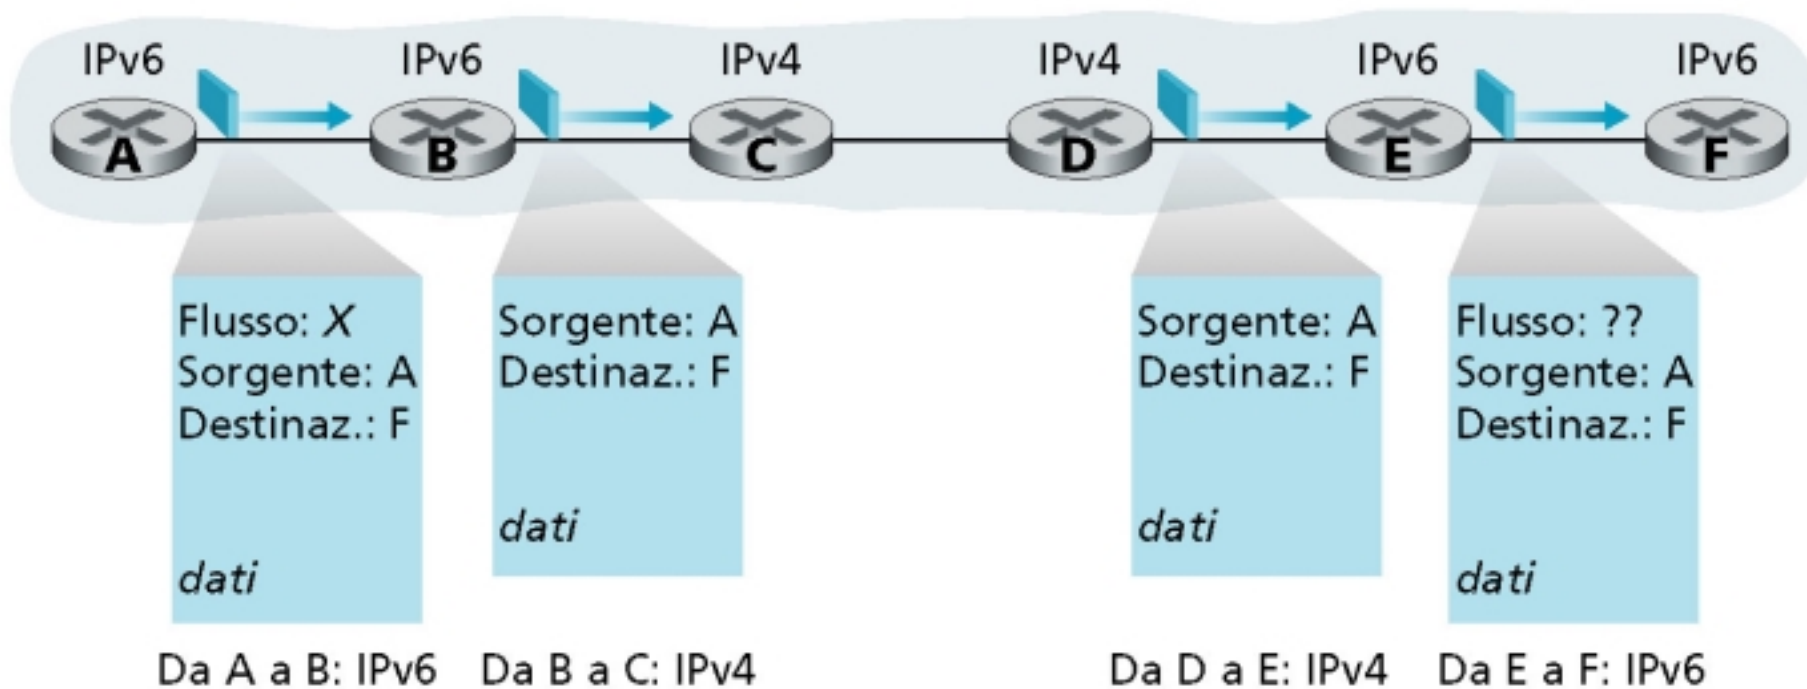 IPv6
IPv6
IPv4
IPv4
IPv6
IPv6
A
B
C
D
E
F
Flusso: X
Sorgente: A
Destinaz.: F
dati
Sorgente: A
Destinaz.: F
dati
Sorgente: A
Destinaz.: F
dati
Flusso: ??
Sorgente: A
Destinaz.: F
dati
Da A a B: IPv6
Da B a C: IPv4
Da D a E: IPv4
Da E a F: IPv6